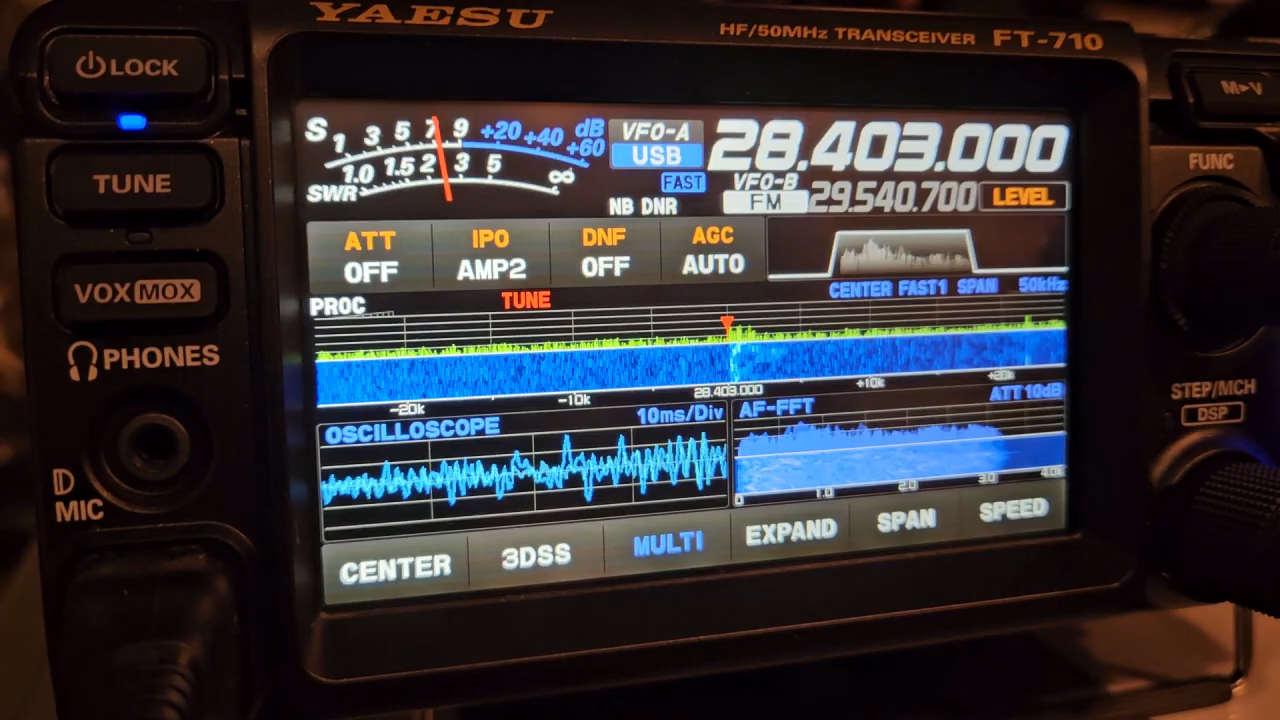 YAESU
HF/50MHz TRANSCEIVER FT-710
LOCK
M▶V
TUNE
VOX MOX
PHONES
MIC
FUNC
STEP/MCH
DSP
S 1 3 5 7 9 +20 +40 +60 dB
SWR 1.0 1.5 2 3 5 ∞
VFO-A
USB
28.403.000
FAST
VFO-B
FM
29.540.700
LEVEL
NB DNR
ATT IPO DNF AGC
OFF AMP2 OFF AUTO
CENTER FAST1 SPAN 50kHz
PROC TUNE
-20k -10k 28.403.000 +10k +20k
OSCILLOSCOPE 10ms/Div
AF-FFT ATT 10dB
0 1.0 2.0 3.0 4.0k
CENTER 3DSS MULTI EXPAND SPAN SPEED